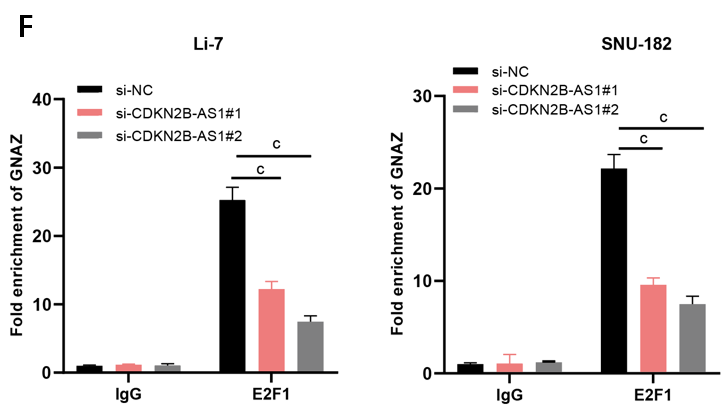 F
Li-7
si-NC
si-CDKN2B-AS1#1
si-CDKN2B-AS1#2
Fold enrichment of GNAZ
40
30
20
10
0
c
c
IgG
E2F1
SNU-182
si-NC
si-CDKN2B-AS1#1
si-CDKN2B-AS1#2
Fold enrichment of GNAZ
30
20
10
0
c
c
IgG
E2F1